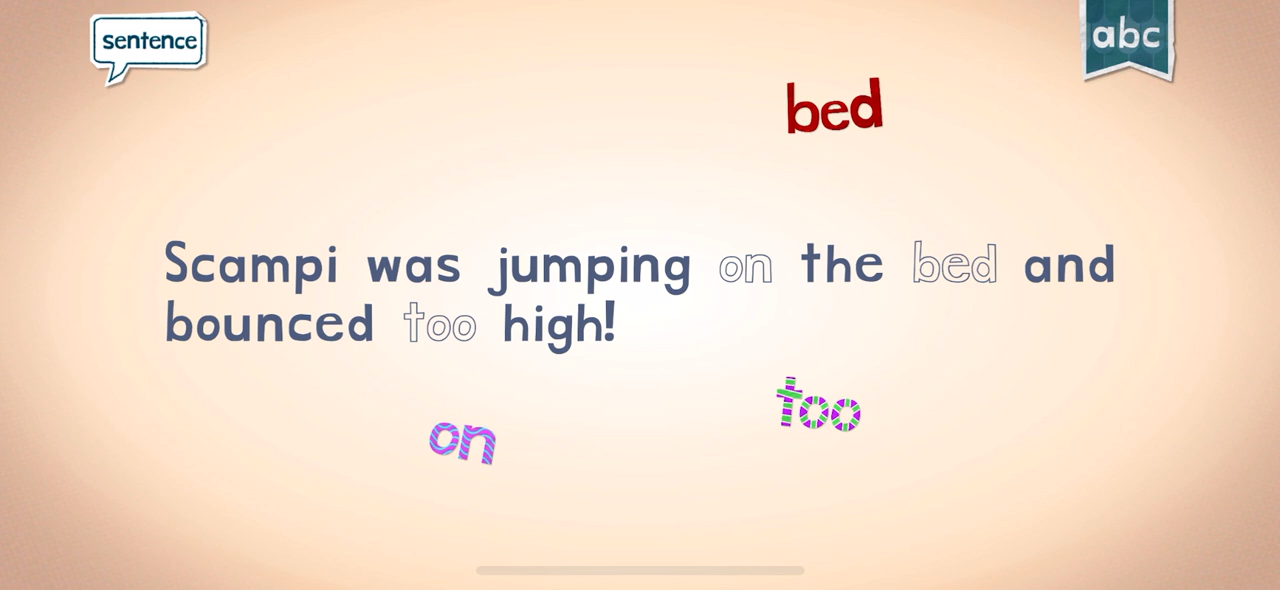 sentence
abc
bed
Scampi was jumping on the bed and
bounced too high!
too
on